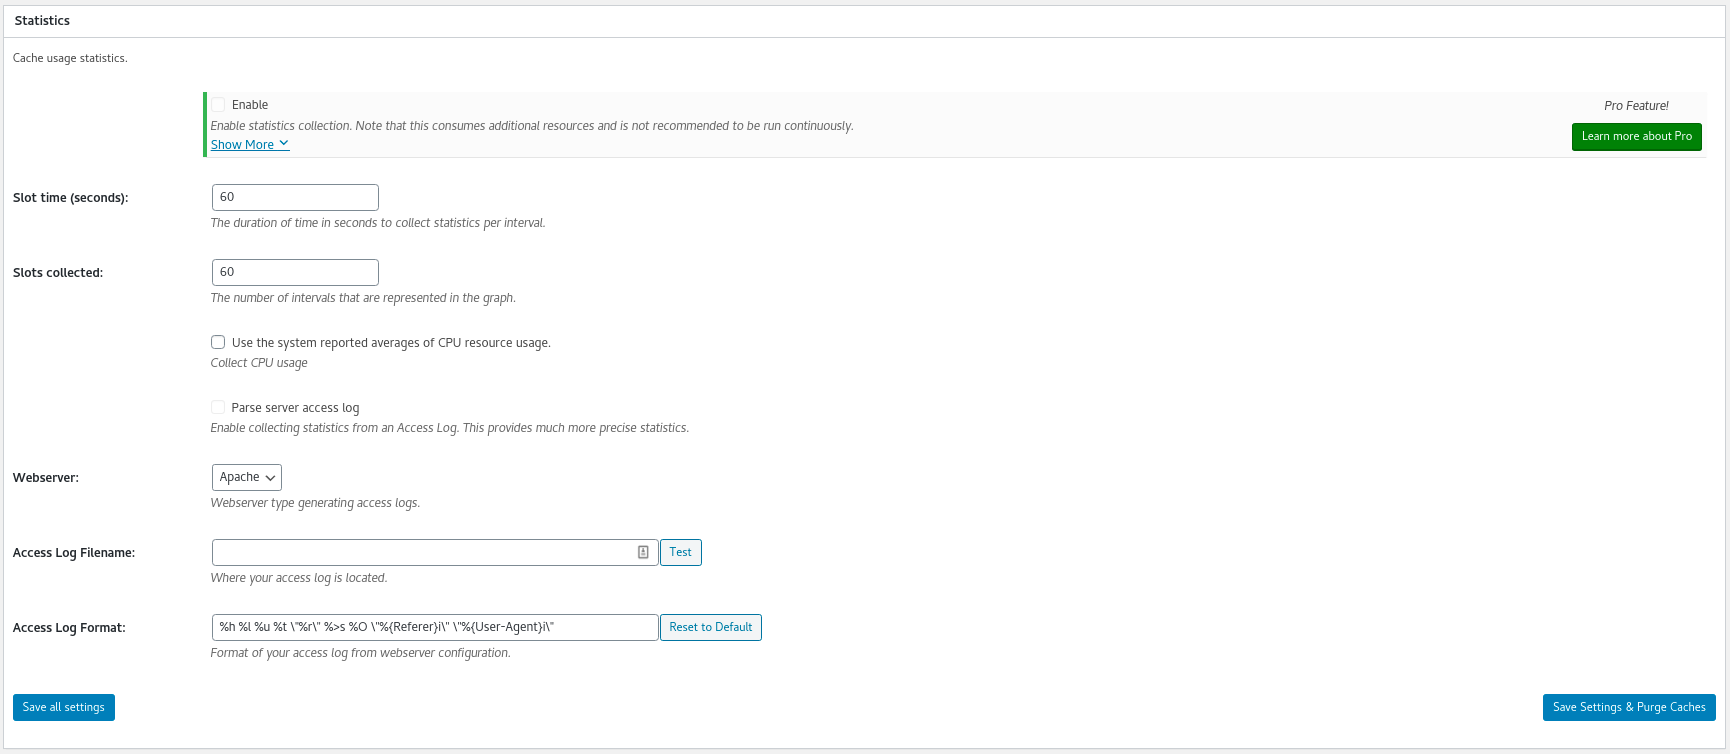 Statistics
Cache usage statistics.
Enable
Pro Feature!
Enable statistics collection. Note that this consumes additional resources and is not recommended to be run continuously.
Learn more about Pro
Show More
Slot time (seconds):
60
The duration of time in seconds to collect statistics per interval.
Slots collected:
60
The number of intervals that are represented in the graph.
Use the system reported averages of CPU resource usage.
Collect CPU usage
Parse server access log
Enable collecting statistics from an Access Log. This provides much more precise statistics.
Webserver:
Apache
Webserver type generating access logs.
Access Log Filename:
Test
Where your access log is located.
Access Log Format:
%h %l %u %t \"%r\" %>s %O \"%{Referer}i\" \"%{User-Agent}i\"
Reset to Default
Format of your access log from webserver configuration.
Save all settings
Save Settings & Purge Caches